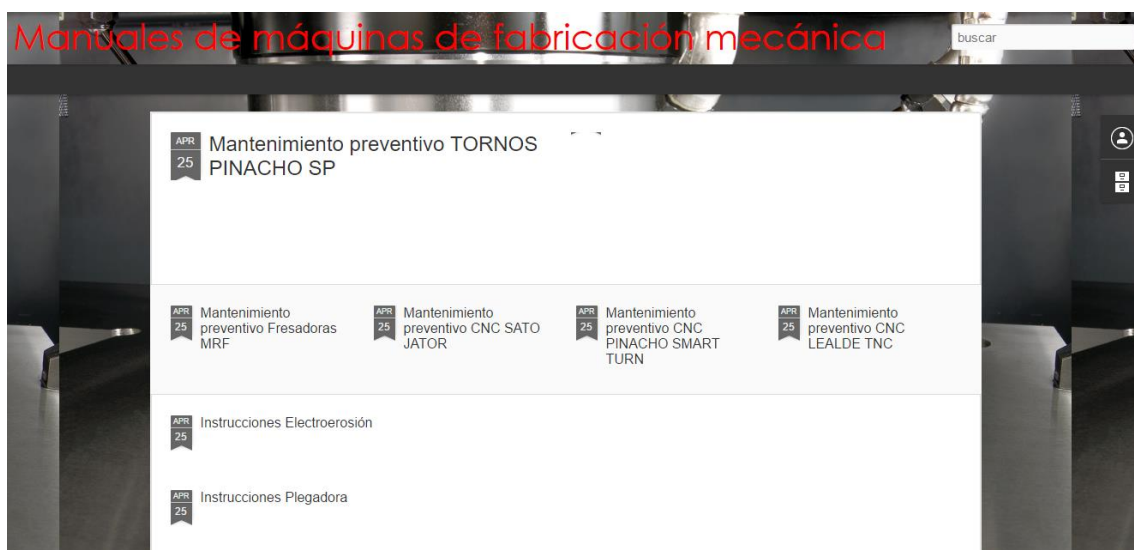 Manuales de máquinas de fabricación mecánica
buscar
APR
25
Mantenimiento preventivo TORNOS
PINACHO SP
APR
25
Mantenimiento
preventivo Fresadoras
MRF
APR
25
Mantenimiento
preventivo CNC SATO
JATOR
APR
25
Mantenimiento
preventivo CNC
PINACHO SMART
TURN
APR
25
Mantenimiento
preventivo CNC
LEALDE TNC
APR
25
Instrucciones Electroerosión
APR
25
Instrucciones Plegadora